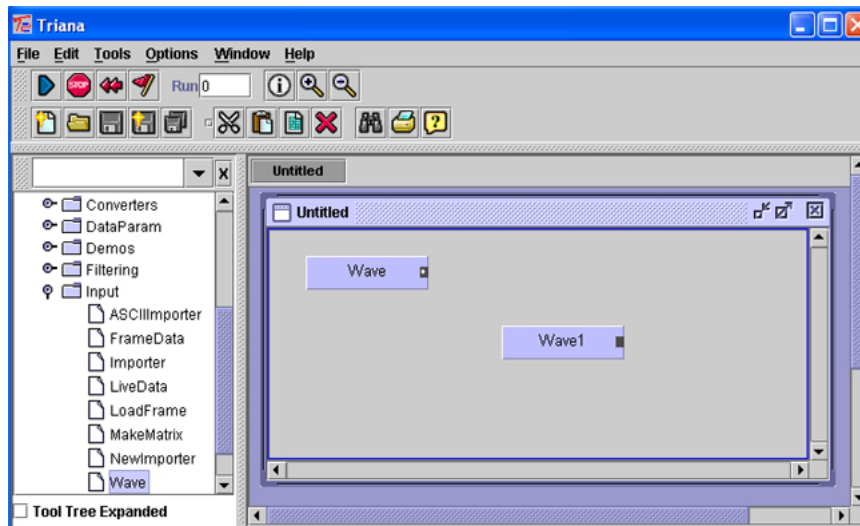 Triana
File Edit Tools Options Window Help
STOP Run 0
Untitled
X
Converters
DataParam
Demos
Filtering
Input
ASCIIImporter
FrameData
Importer
LiveData
LoadFrame
MakeMatrix
NewImporter
Wave
Tool Tree Expanded
Untitled
Wave
Wave1